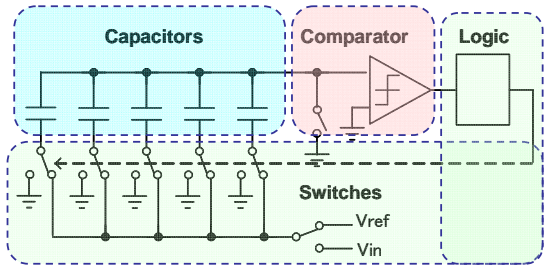 Capacitors
Comparator
Logic
Switches
Vref
Vin